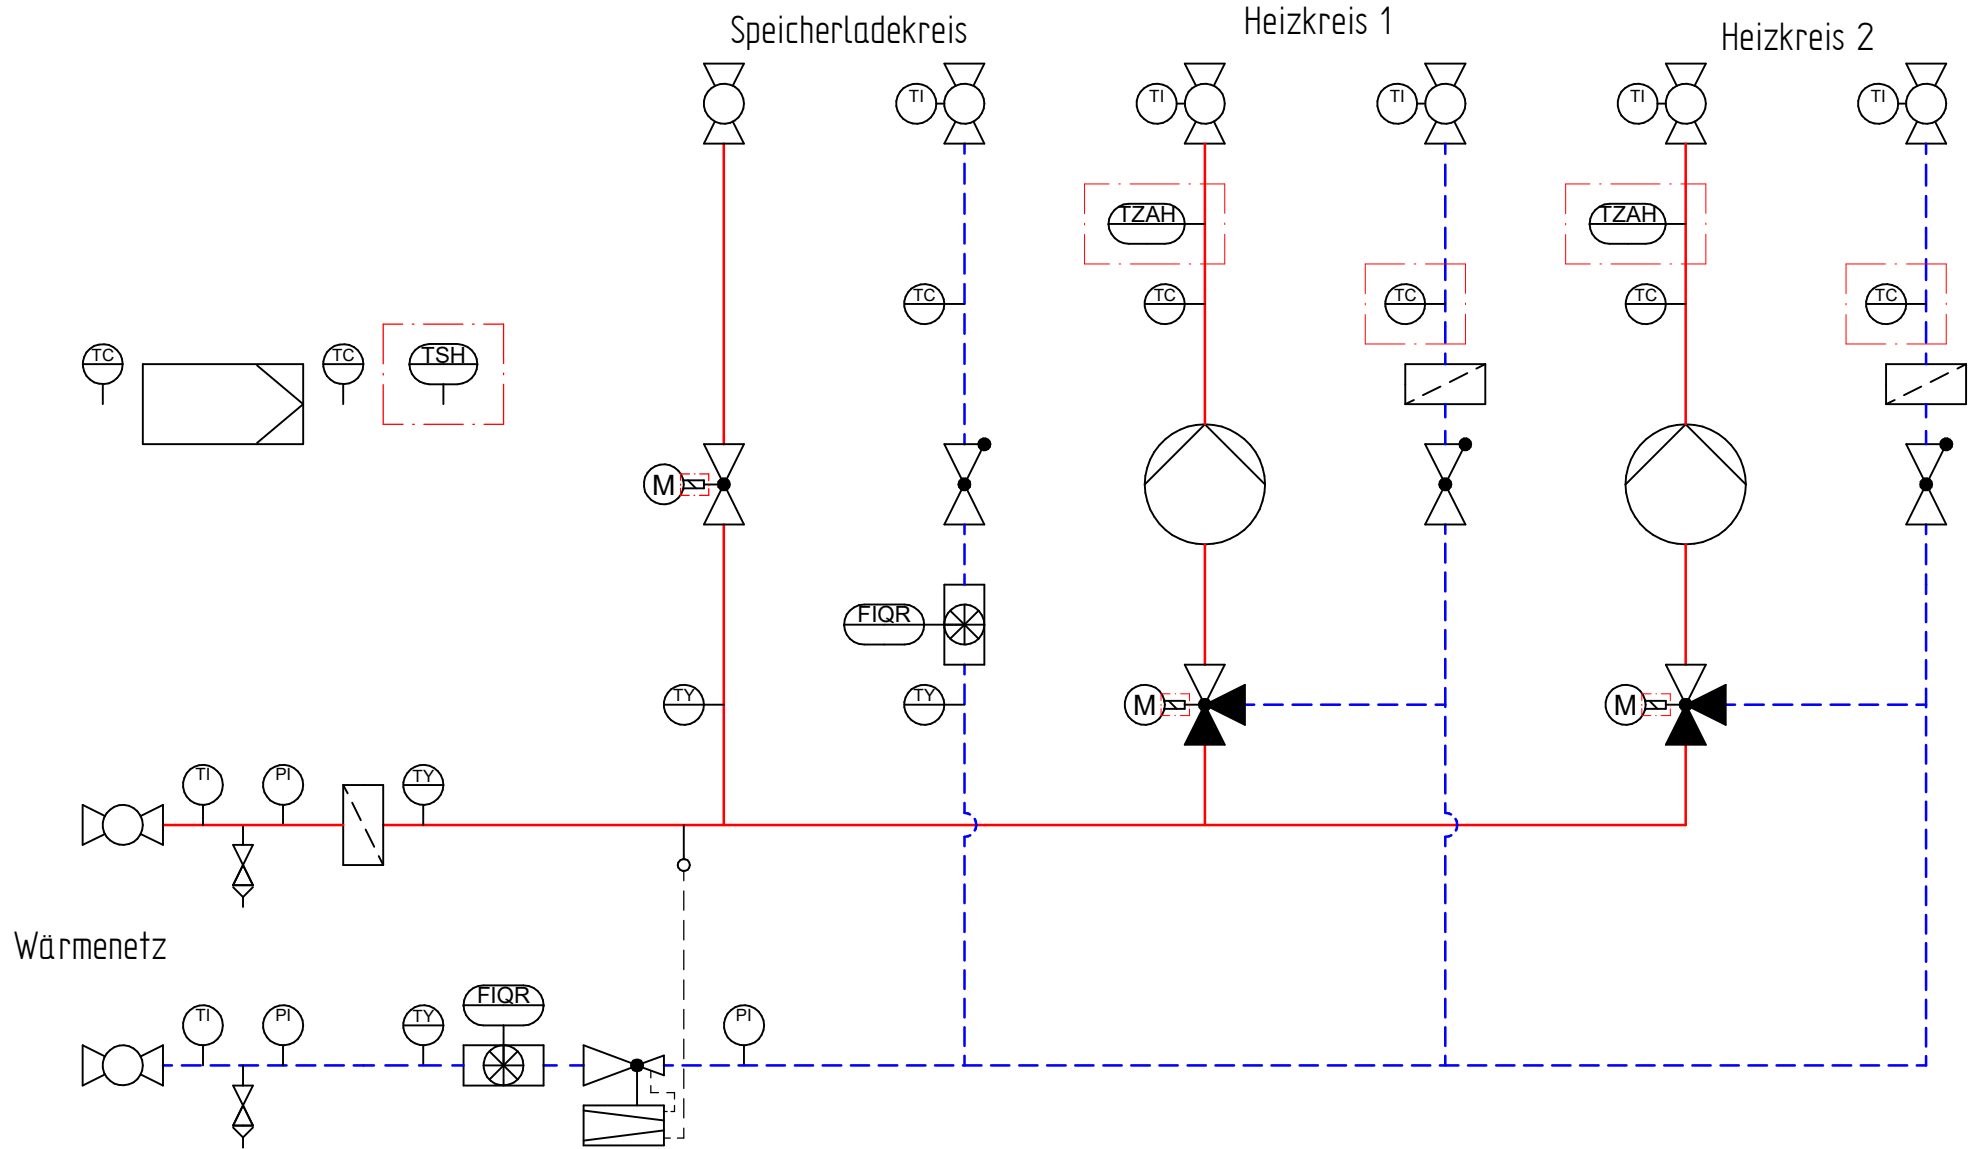 Speicherladekreis
Heizkreis 1
Heizkreis 2
TI
TI
TI
TI
TI
TZAH
TZAH
TC
TC
TC
TC
TC
TC
TC
TSH
M
FIQR
TY
TY
M
M
TI
PI
TY
Wärmenetz
FIQR
TI
PI
TY
PI